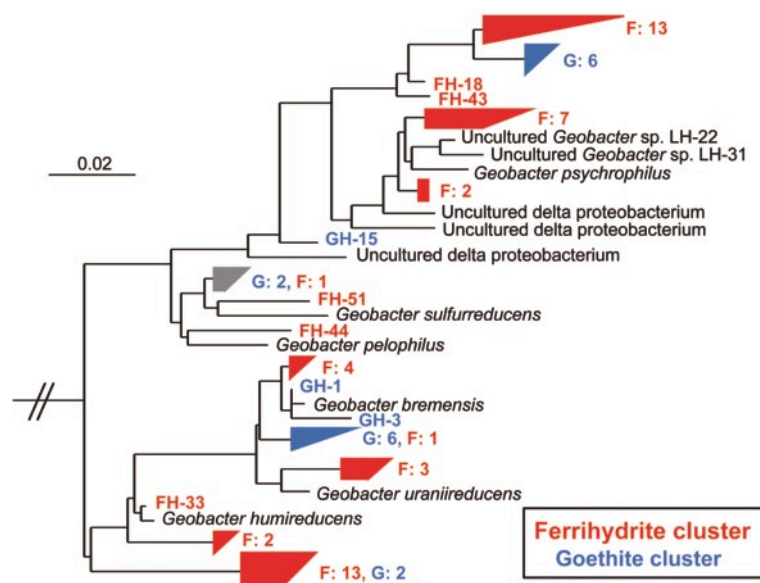 F: 13
G: 6
FH-18
FH-43
F: 7
Uncultured Geobacter sp. LH-22
0.02
Uncultured Geobacter sp. LH-31
Geobacter psychrophilus
F: 2
Uncultured delta proteobacterium
Uncultured delta proteobacterium
GH-15
Uncultured delta proteobacterium
G: 2, F: 1
FH-51
Geobacter sulfurreducens
FH-44
Geobacter pelophilus
F: 4
GH-1
Geobacter bremensis
GH-3
G: 6, F: 1
F: 3
Geobacter uraniireducens
FH-33
Geobacter humireducens
F: 2
F: 13, G: 2
Ferrihydrite cluster
Goethite cluster